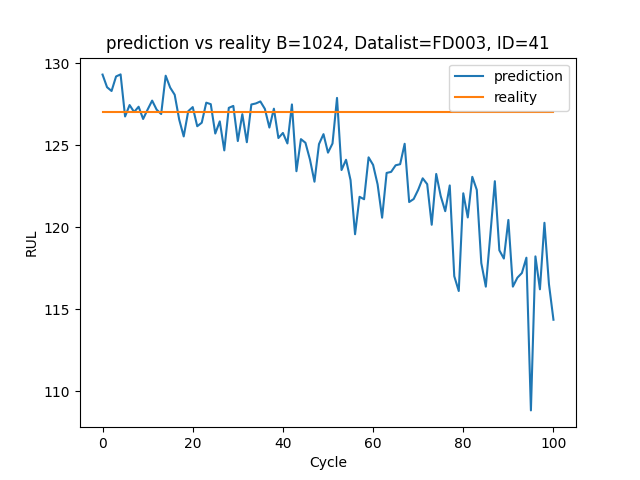 prediction vs reality B=1024, Datalist=FD003, ID=41
prediction
reality
130
125
120
115
110
RUL
0 20 40 60 80 100
Cycle